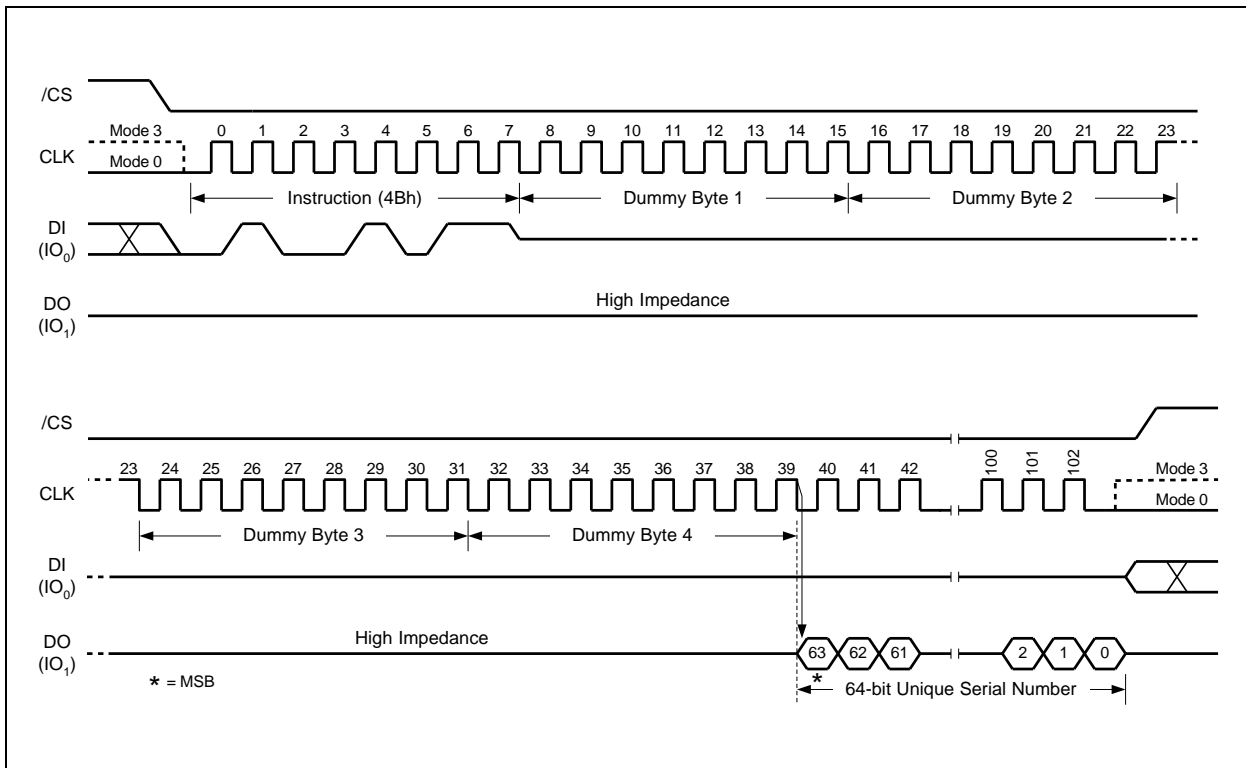 /CS
Mode 3
0 1 2 3 4 5 6 7 8 9 10 11 12 13 14 15 16 17 18 19 20 21 22 23
CLK
Mode 0
Instruction (4Bh) Dummy Byte 1 Dummy Byte 2
DI
(IO0)
High Impedance
DO
(IO1)
/CS
23 24 25 26 27 28 29 30 31 32 33 34 35 36 37 38 39 40 41 42 100 101 102
Mode 3
CLK
Mode 0
Dummy Byte 3 Dummy Byte 4
DI
(IO0)
High Impedance
DO
(IO1)
63 62 61 2 1 0
* = MSB
*
64-bit Unique Serial Number